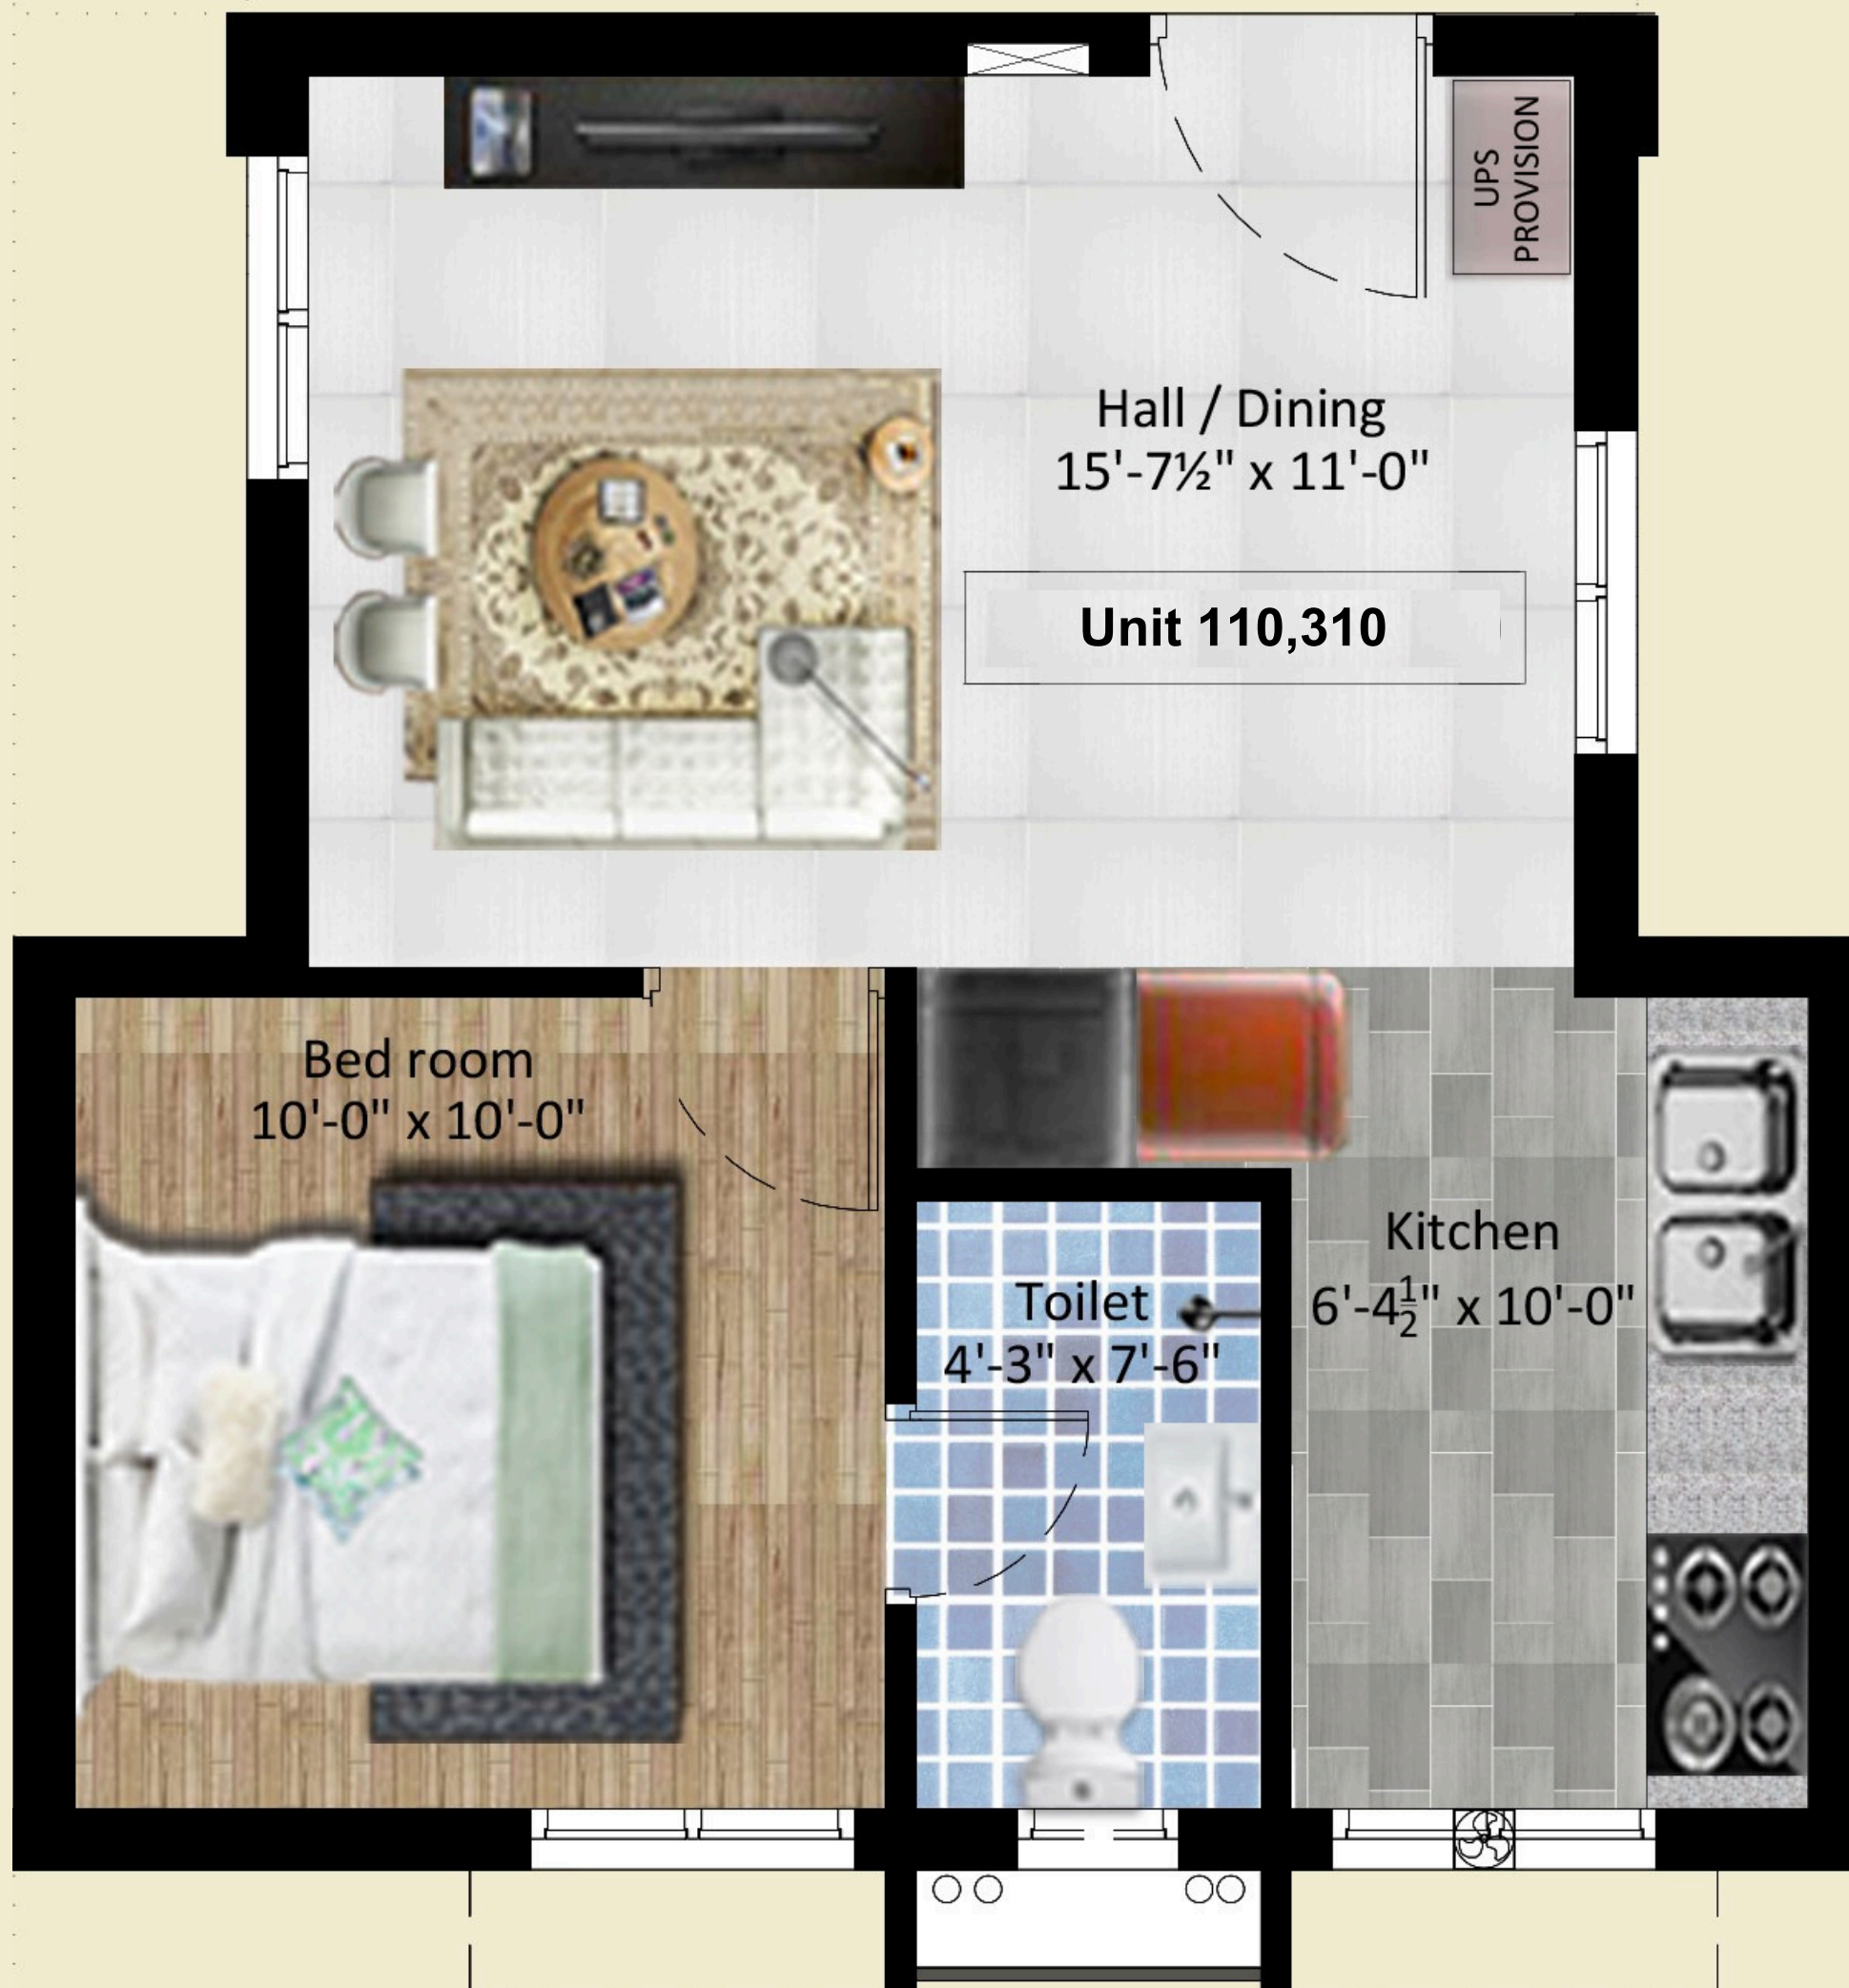 UPS
PROVISION
Hall / Dining
15'-7½" x 11'-0"
Unit 110,310
Bed room
10'-0" x 10'-0"
Toilet
4'-3" x 7'-6"
Kitchen
6'-4½" x 10'-0"